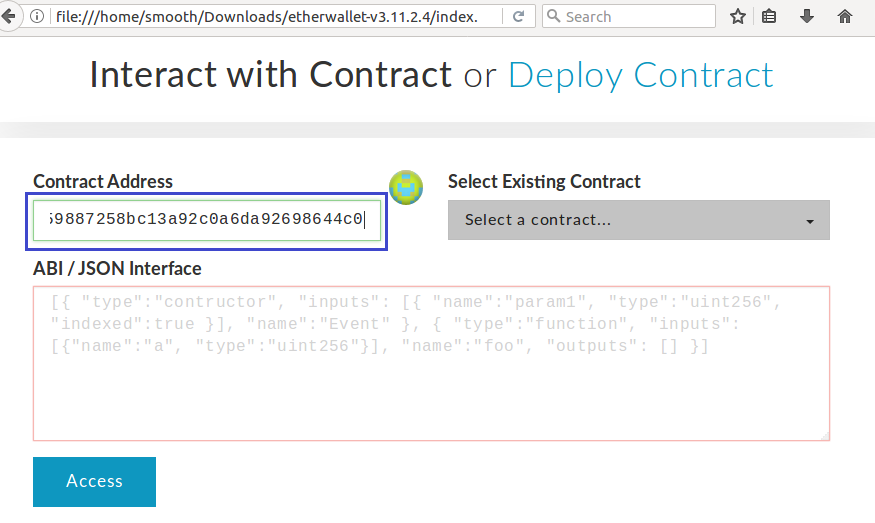 file:///home/smooth/Downloads/etherwallet-v3.11.2.4/index.
Search
Interact with Contract or Deploy Contract
Contract Address
59887258bc13a92c0a6da92698644c0
Select Existing Contract
Select a contract...
ABI / JSON Interface
[{ "type":"contructor", "inputs": [{ "name":"param1", "type":"uint256",
"indexed":true }], "name":"Event" }, { "type":"function", "inputs":
[{"name":"a", "type":"uint256"}], "name":"foo", "outputs": [] }]
Access